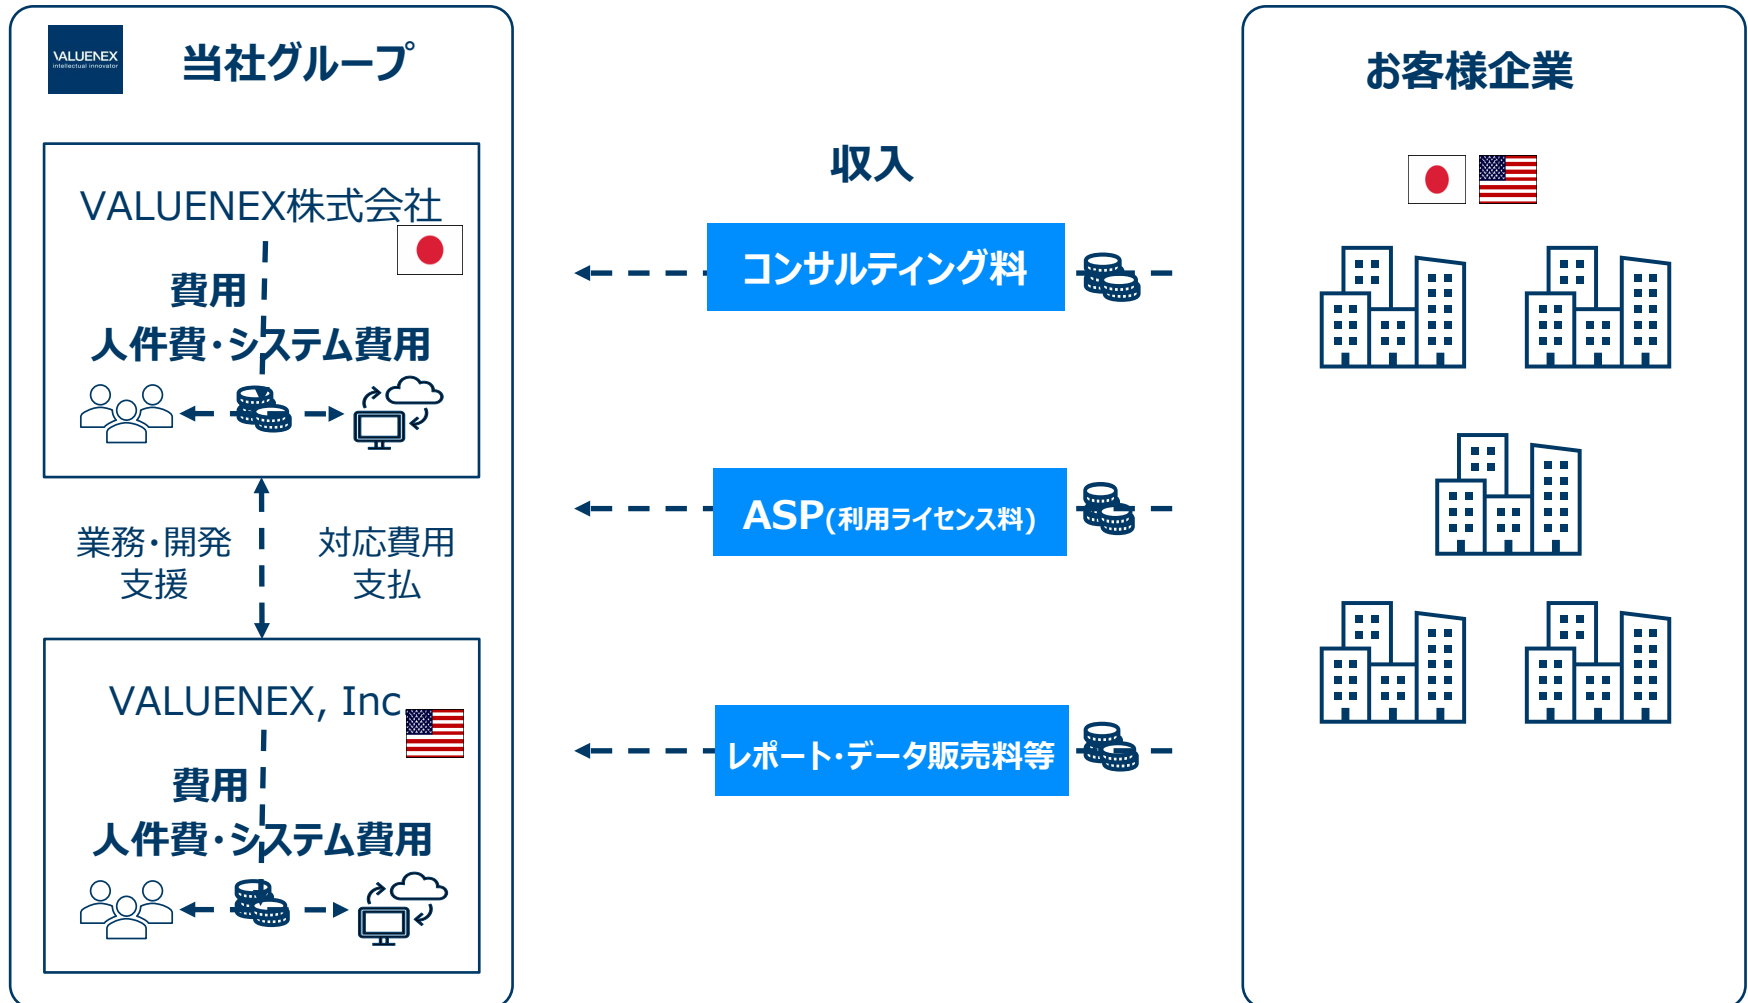 VALUENEX
intellectual innovator
当社グループ
VALUENEX株式会社
費用
人件費・システム費用
業務・開発
支援
対応費用
支払
VALUENEX, Inc
費用
人件費・システム費用
収入
コンサルティング料
ASP(利用ライセンス料)
レポート・データ販売料等
お客様企業